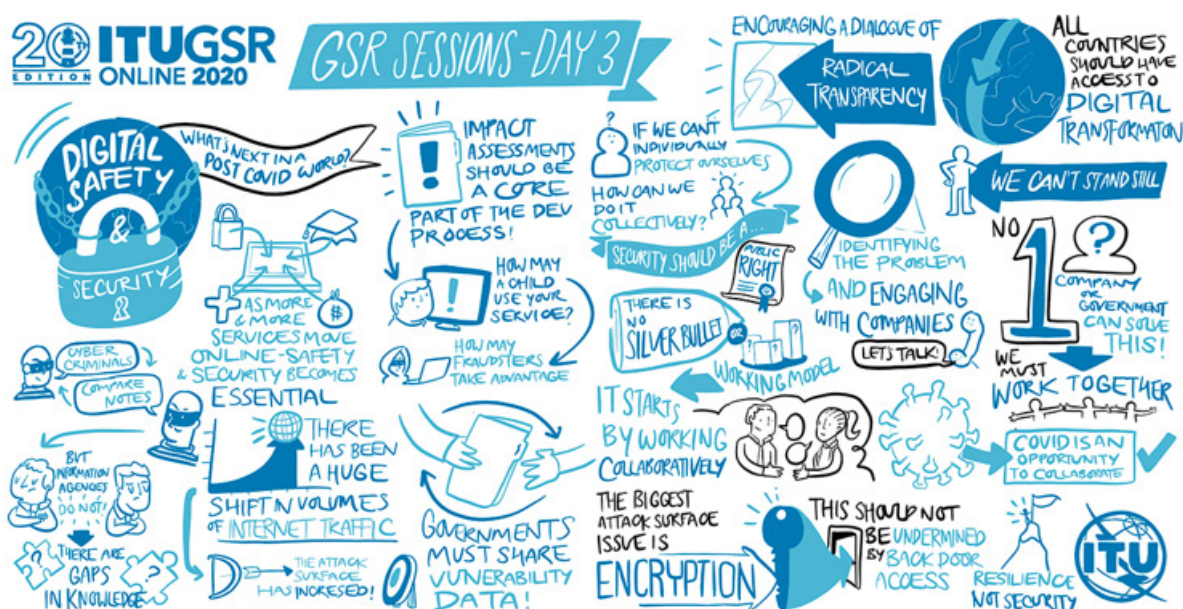 20TH
EDITION
ITUGSR
ONLINE 2020
GSR SESSIONS - DAY 3
DIGITAL
SAFETY
&
SECURITY
WHAT'S NEXT IN A
POST COVID WORLD?
AS MORE
& MORE
SERVICES MOVE
ONLINE - SAFETY
& SECURITY BECOMES
ESSENTIAL
CYBER
CRIMINALS
COMPARE
NOTES
BUT
INFORMATION
AGENCIES
DO NOT!
THERE ARE
GAPS
IN KNOWLEDGE
THERE
HAS BEEN
A HUGE
SHIFT IN VOLUMES
OF INTERNET TRAFFIC
THE ATTACK
SURFACE
HAS INCRESED!
IMPACT
ASSESSMENTS
SHOULD BE
A CORE
PART OF THE DEV
PROCESS!
HOW MAY
A CHILD
USE YOUR
SERVICE?
HOW MAY
FRAUDSTERS
TAKE ADVANTAGE
GOVERNMENTS
MUST SHARE
VUNERABILITY
DATA!
IF WE CAN'T
INDIVIDUALLY
PROTECT OURSELVES
HOW CAN WE
DO IT
COLLECTIVELY?
SECURITY SHOULD BE A...
PUBLIC
RIGHT
THERE IS
NO
SILVER BULLET
OR
WORKING MODEL
IT STARTS
BY WORKING
COLLABORATIVELY
THE BIGGEST
ATTACK SURFACE
ISSUE IS
ENCRYPTION
THIS SHOULD NOT
BE UNDERMINED
BY BACK DOOR
ACCESS
ENCOURAGING A DIALOGUE OF
RADICAL
TRANSPARENCY
IDENTIFYING
THE PROBLEM
AND ENGAGING
WITH COMPANIES
LET'S TALK!
ALL
COUNTRIES
SHOULD HAVE
ACCESS TO
DIGITAL
TRANSFORMATION
WE CAN'T STAND STILL
NO
1
COMPANY
OR
GOVERNMENT
CAN SOLVE
THIS!
WE
MUST
WORK TOGETHER
COVID IS AN
OPPORTUNITY
TO COLLABORATE
RESILIENCE
NOT SECURITY
ITU